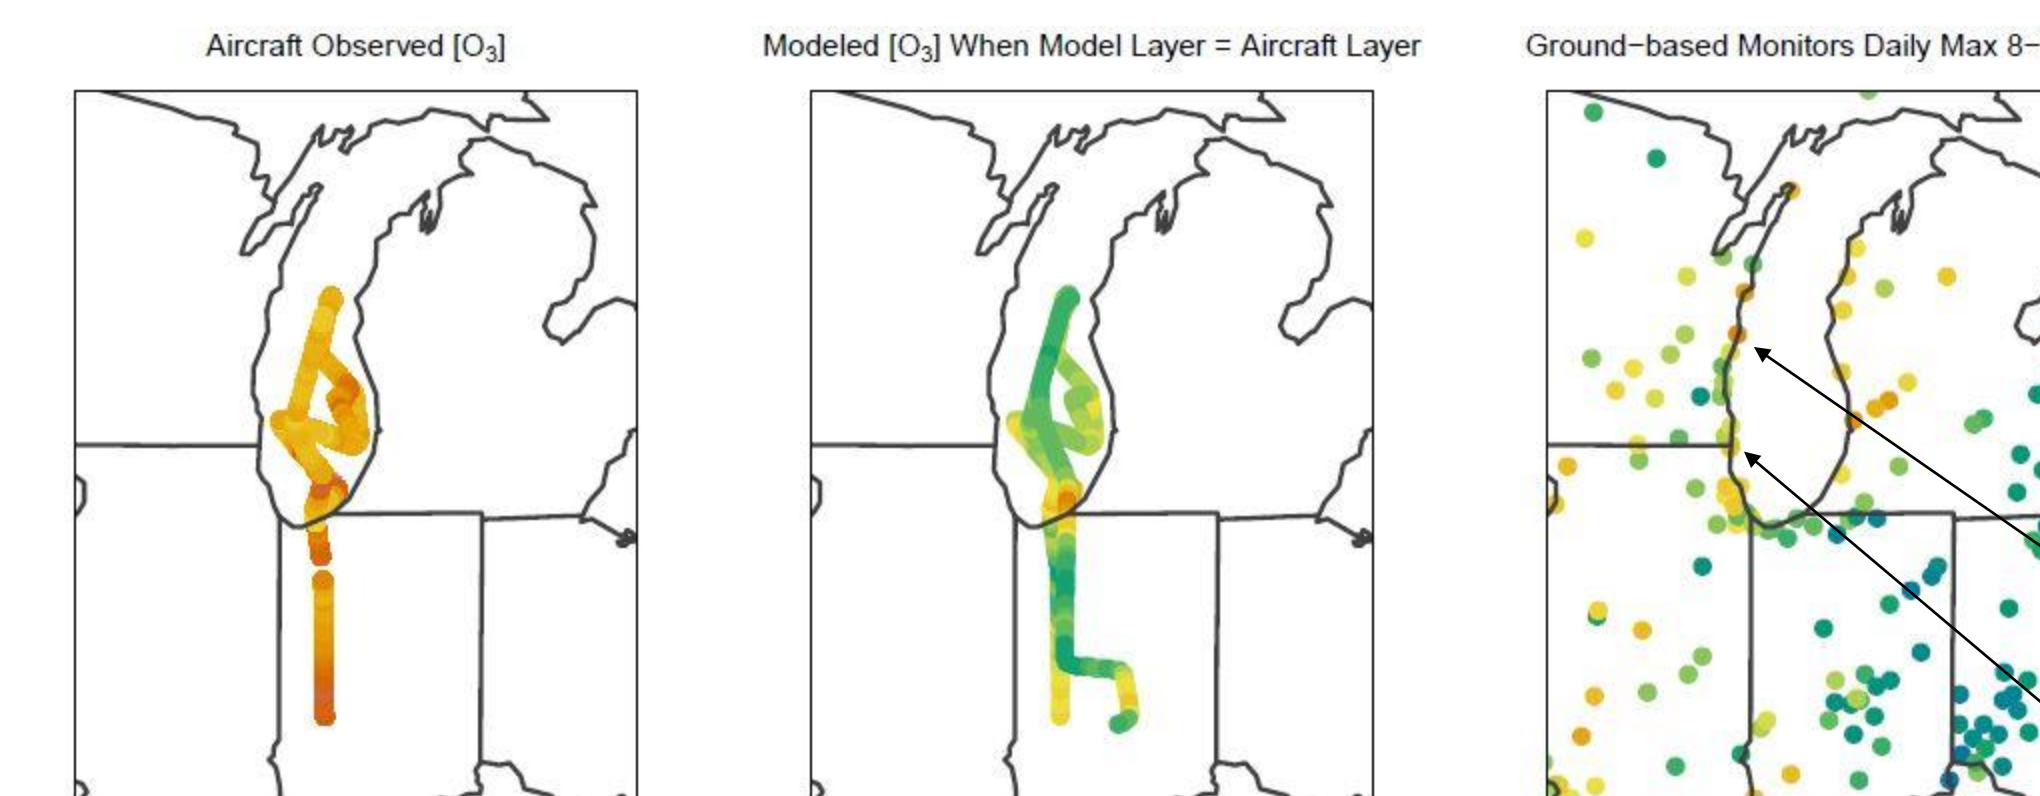 Aircraft Observed [O₃]
Modeled [O₃] When Model Layer = Aircraft Layer
Ground−based Monitors Daily Max 8−